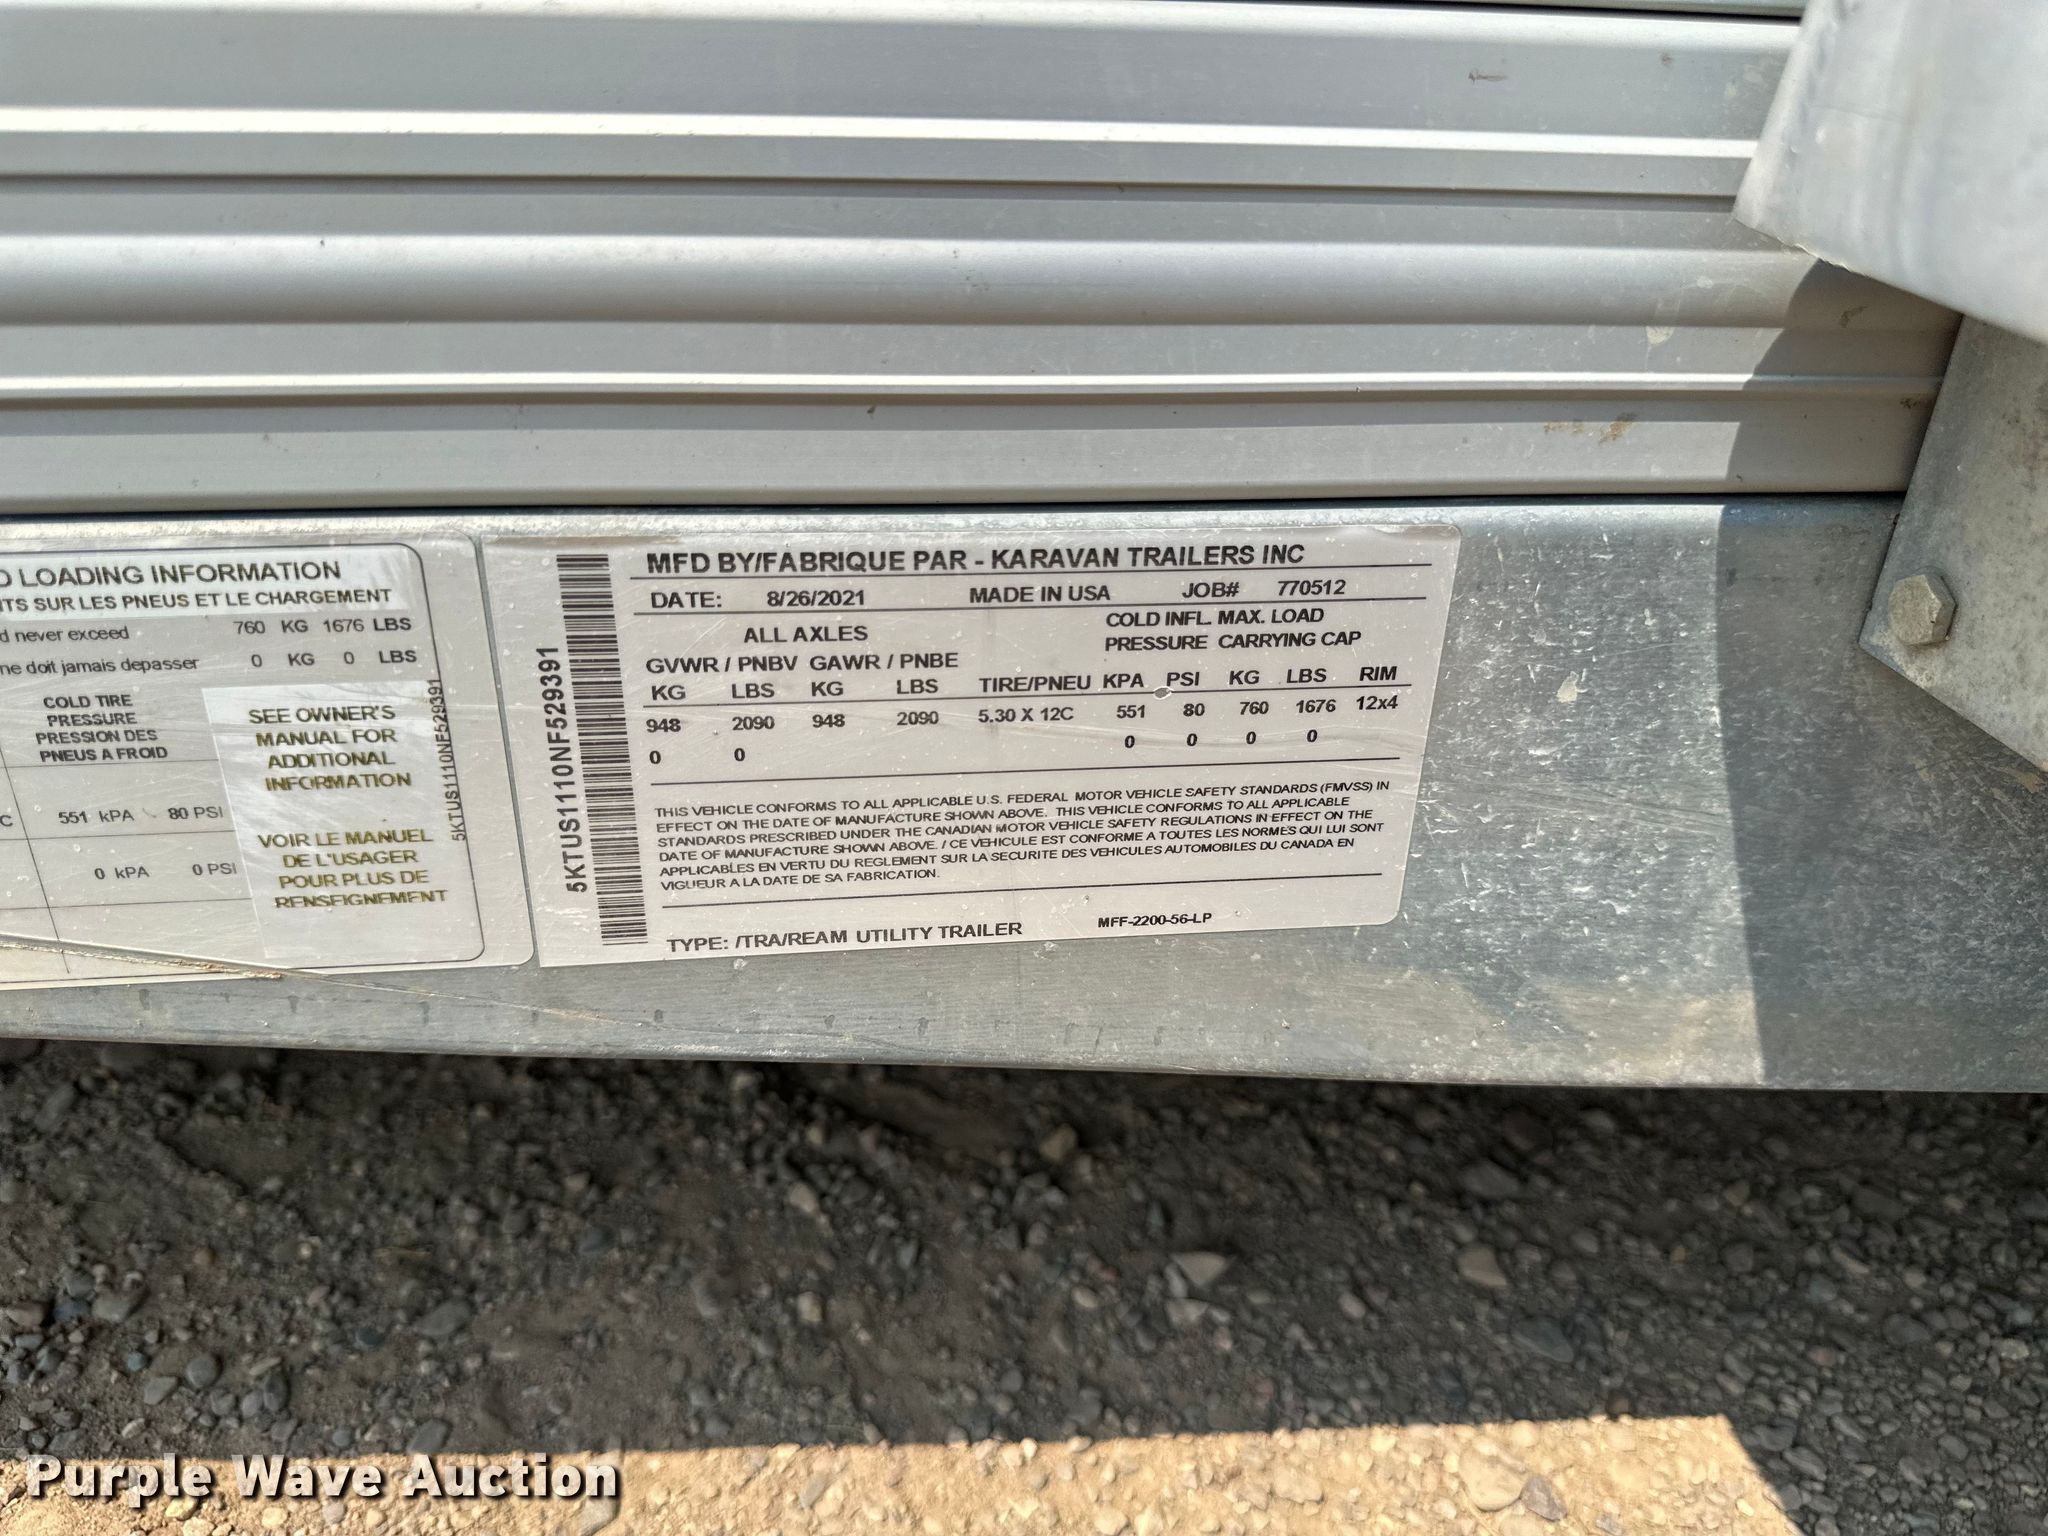 D LOADING INFORMATION
TS SUR LES PNEUS ET LE CHARGEMENT
d never exceed 760 KG 1676 LBS
ne doit jamais depasser 0 KG 0 LBS
COLD TIRE
PRESSURE
PRESSION DES
PNEUS A FROID
C 551 kPA 80 PSI
0 kPA 0 PSI
SEE OWNER'S
MANUAL FOR
ADDITIONAL
INFORMATION
VOIR LE MANUEL
DE L'USAGER
POUR PLUS DE
RENSEIGNEMENT
5KTUS1110NF529391
5KTUS1110NF529391
MFD BY/FABRIQUE PAR - KARAVAN TRAILERS INC
DATE: 8/26/2021 MADE IN USA JOB# 770512
ALL AXLES COLD INFL. MAX. LOAD
PRESSURE CARRYING CAP
GVWR / PNBV GAWR / PNBE
KG LBS KG LBS TIRE/PNEU KPA PSI KG LBS RIM
948 2090 948 2090 5.30 X 12C 551 80 760 1676 12x4
0 0 0 0 0 0
THIS VEHICLE CONFORMS TO ALL APPLICABLE U.S. FEDERAL MOTOR VEHICLE SAFETY STANDARDS (FMVSS) IN
EFFECT ON THE DATE OF MANUFACTURE SHOWN ABOVE. THIS VEHICLE CONFORMS TO ALL APPLICABLE
STANDARDS PRESCRIBED UNDER THE CANADIAN MOTOR VEHICLE SAFETY REGULATIONS IN EFFECT ON THE
DATE OF MANUFACTURE SHOWN ABOVE. / CE VEHICULE EST CONFORME A TOUTES LES NORMES QUI LUI SONT
APPLICABLES EN VERTU DU REGLEMENT SUR LA SECURITE DES VEHICULES AUTOMOBILES DU CANADA EN
VIGUEUR A LA DATE DE SA FABRICATION.
TYPE: /TRA/REAM UTILITY TRAILER MFF-2200-56-LP
Purple Wave Auction